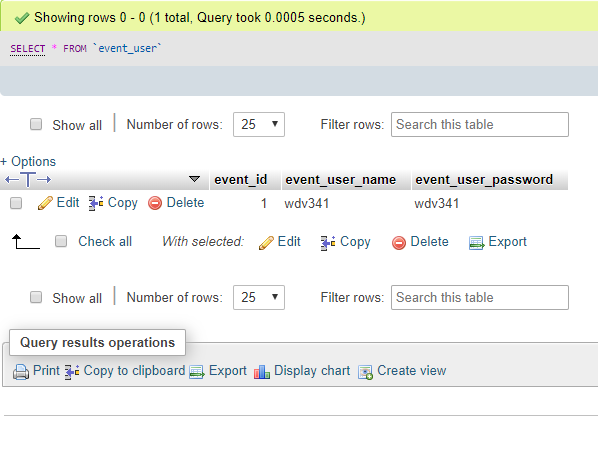 Showing rows 0 - 0 (1 total, Query took 0.0005 seconds.)
SELECT * FROM `event_user`
Show all Number of rows: 25 Filter rows: Search this table
+ Options
event_id event_user_name event_user_password
Edit Copy Delete 1 wdv341 wdv341
Check all With selected: Edit Copy Delete Export
Show all Number of rows: 25 Filter rows: Search this table
Query results operations
Print Copy to clipboard Export Display chart Create view